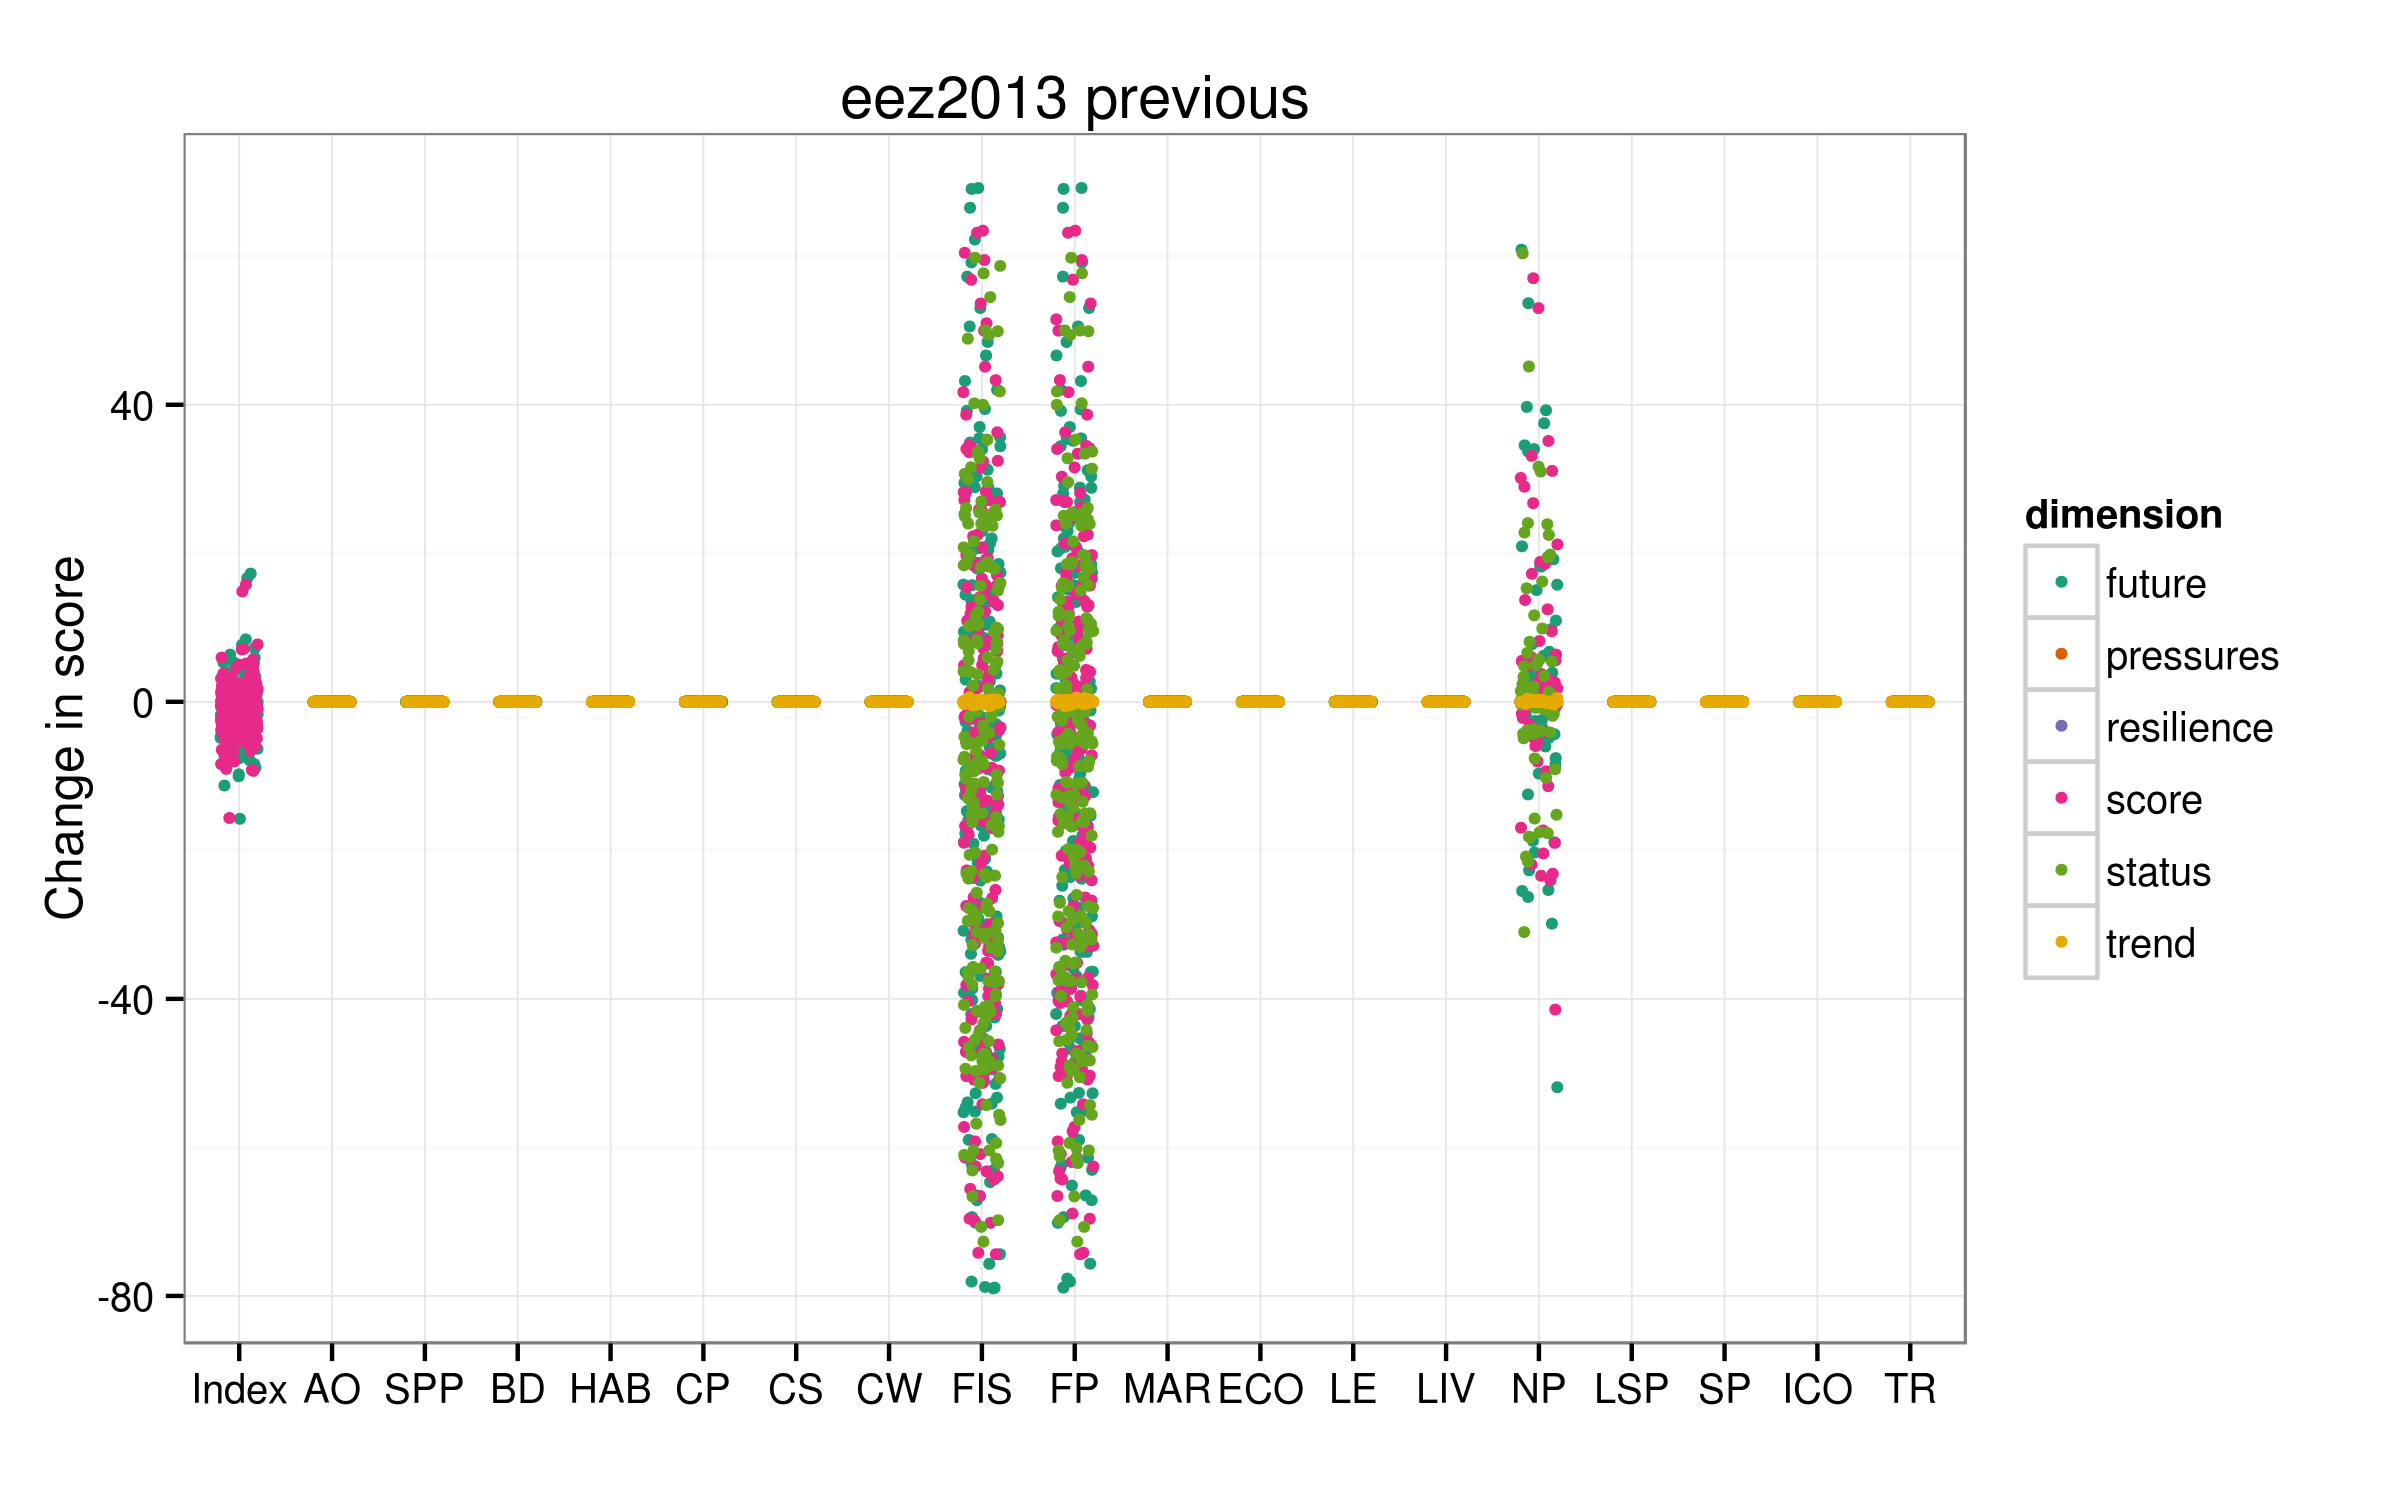 eez2013 previous
Change in score
40
0
-40
-80
Index AO SPP BD HAB CP CS CW FIS FP MAR ECO LE LIV NP LSP SP ICO TR
dimension
future
pressures
resilience
score
status
trend